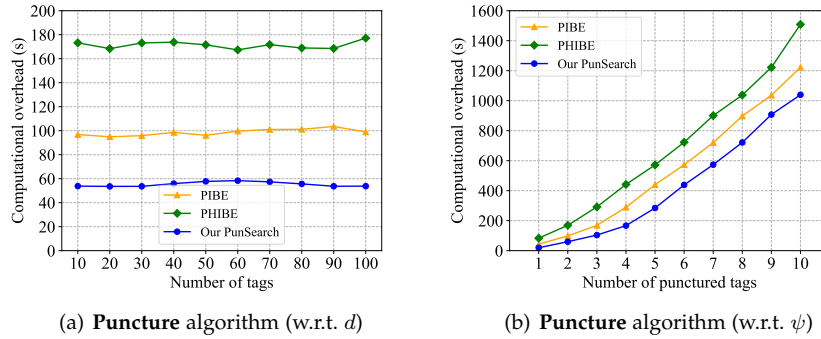 200
180
160
140
120
100
80
60
40
20
0
Computational overhead (s)
PIBE
PHIBE
Our PunSearch
10 20 30 40 50 60 70 80 90 100
Number of tags
(a) Puncture algorithm (w.r.t. d)
1600
1400
1200
1000
800
600
400
200
0
Computational overhead (s)
PIBE
PHIBE
Our PunSearch
1 2 3 4 5 6 7 8 9 10
Number of punctured tags
(b) Puncture algorithm (w.r.t. ψ)